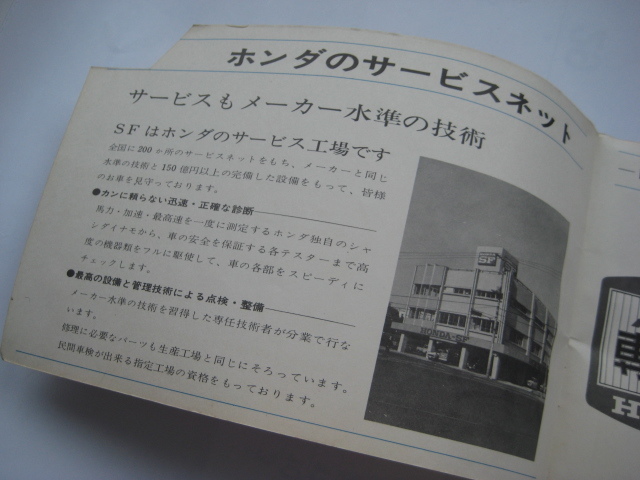 ホンダのサービスネット
サービスもメーカー水準の技術
SFはホンダのサービス工場です
全国に200か所のサービスネットをもち、メーカーと同じ
水準の技術と150億円以上の完備した設備をもって、皆様
のお車を見守っております。
●カンに頼らない迅速・正確な診断
馬力・加速・最高速を一度に測定するホンダ独自のシャ
シダイナモから、車の安全を保証する各テスターまで高
度の機器類をフルに駆使して、車の各部をスピーディに
チェックします。
●最高の設備と管理技術による点検・整備
メーカー水準の技術を習得した専任技術者が分業で行な
います。
修理に必要なパーツも生産工場と同じにそろっています。
民間車検が出来る指定工場の資格をもっております。
SF
HONDA-SF
H